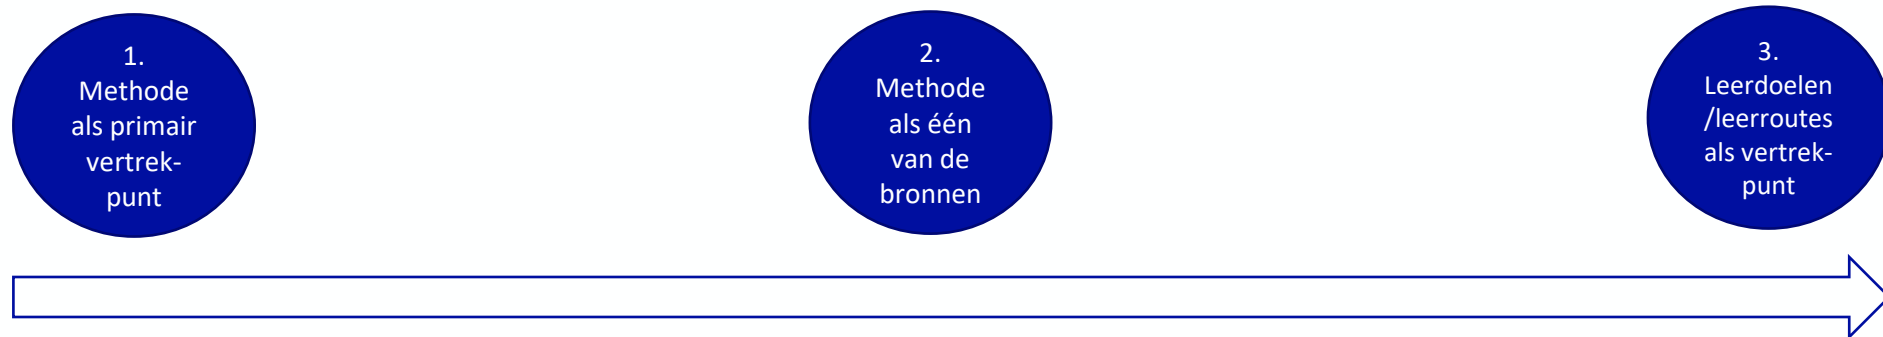 1.
Methode
als primair
vertrek-
punt
2.
Methode
als één
van de
bronnen
3.
Leerdoelen
/leerroutes
als vertrek-
punt